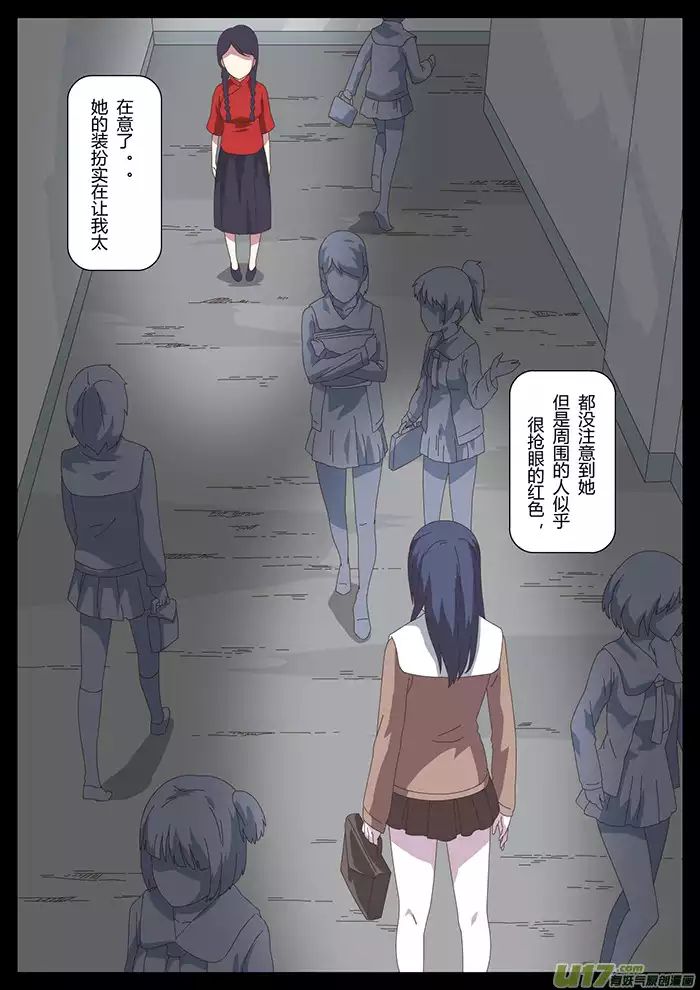 她的装扮实在让我太
在意了。。
很抢眼的红色，
但是周围的人似乎
都没注意到她
U17.com
有妖气原创漫画